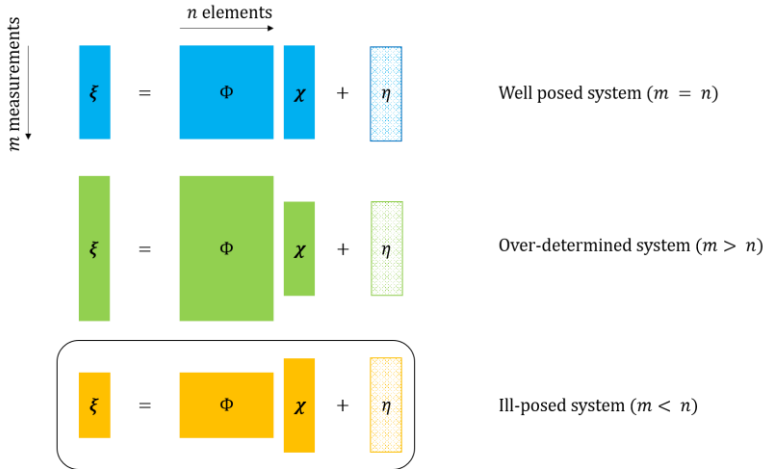 n elements
m measurements
ξ = Φ χ + η Well posed system (m = n)
ξ = Φ χ + η Over-determined system (m > n)
ξ = Φ χ + η Ill-posed system (m < n)